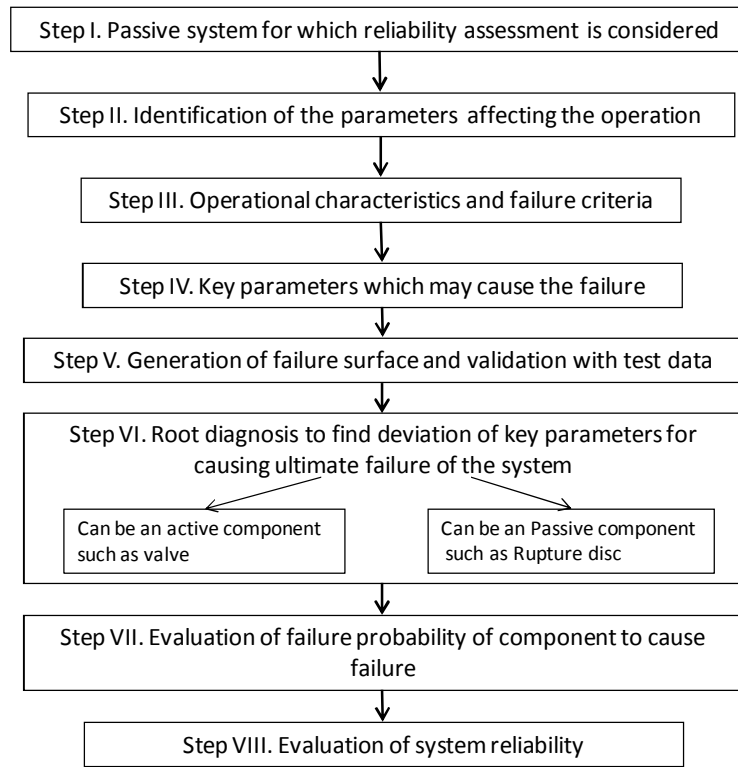 Step I. Passive system for which reliability assessment is considered
Step II. Identification of the parameters affecting the operation
Step III. Operational characteristics and failure criteria
Step IV. Key parameters which may cause the failure
Step V. Generation of failure surface and validation with test data
Step VI. Root diagnosis to find deviation of key parameters for
causing ultimate failure of the system
Can be an active component
such as valve
Can be an Passive component
such as Rupture disc
Step VII. Evaluation of failure probability of component to cause
failure
Step VIII. Evaluation of system reliability